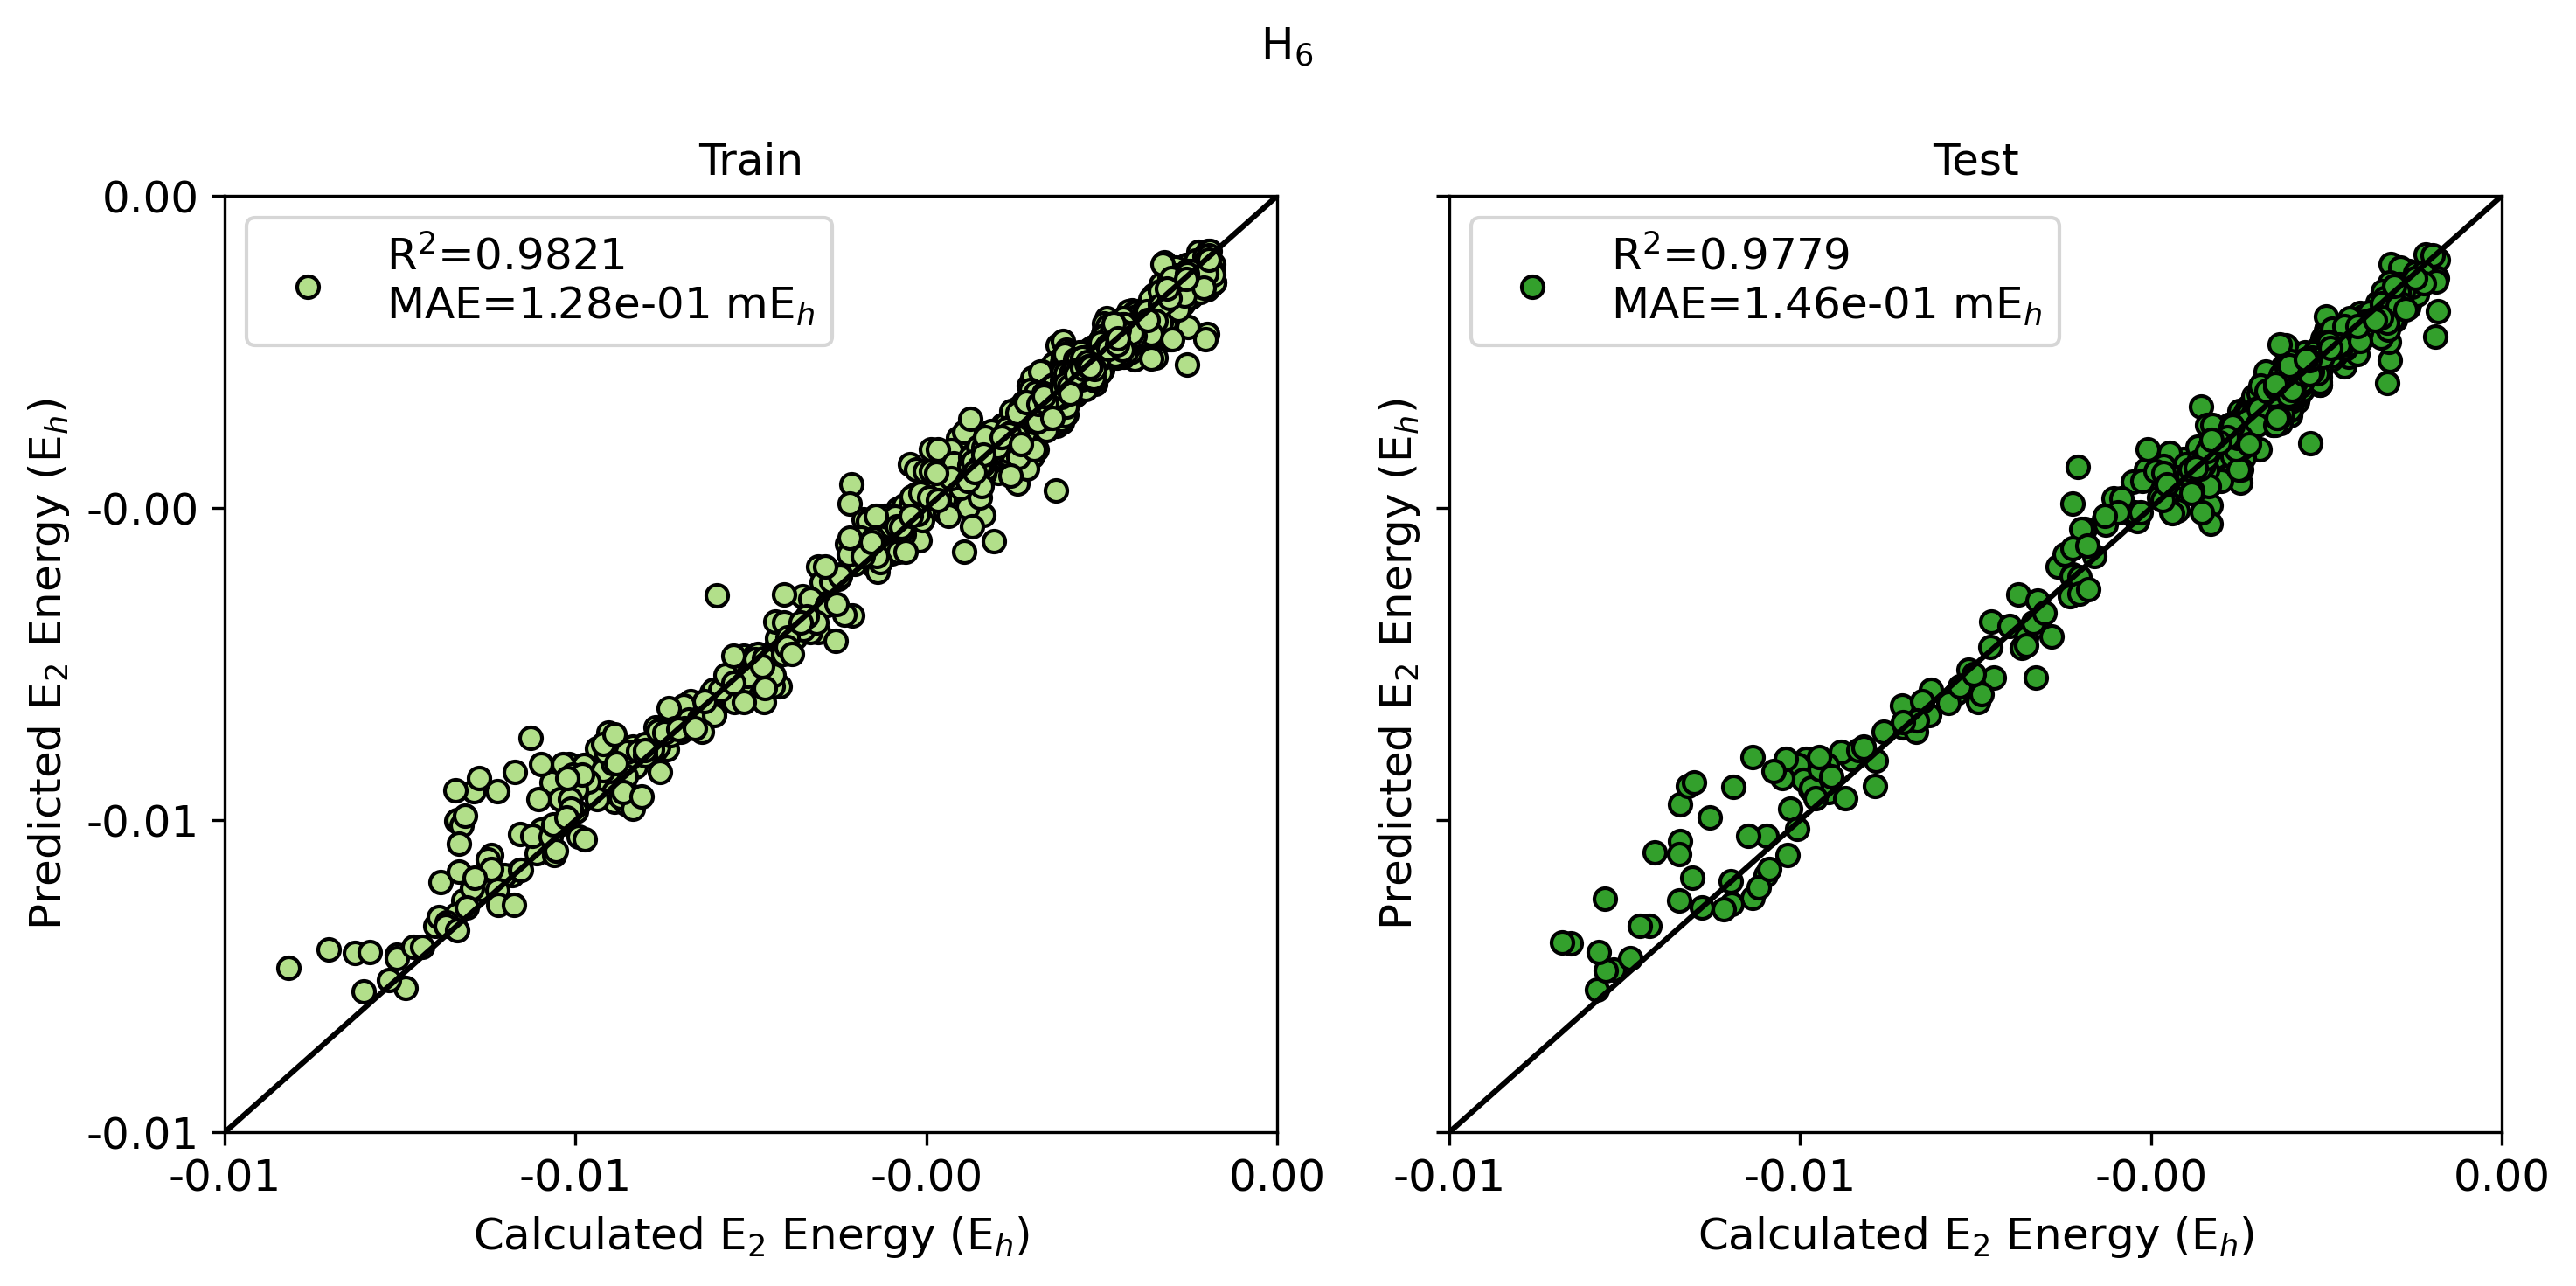 H₆
Train
Test
R²=0.9821
MAE=1.28e-01 mEₕ
R²=0.9779
MAE=1.46e-01 mEₕ
0.00
-0.00
-0.01
-0.01
Predicted E₂ Energy (Eₕ)
Predicted E₂ Energy (Eₕ)
-0.01
-0.01
-0.00
0.00
-0.01
-0.01
-0.00
0.00
Calculated E₂ Energy (Eₕ)
Calculated E₂ Energy (Eₕ)